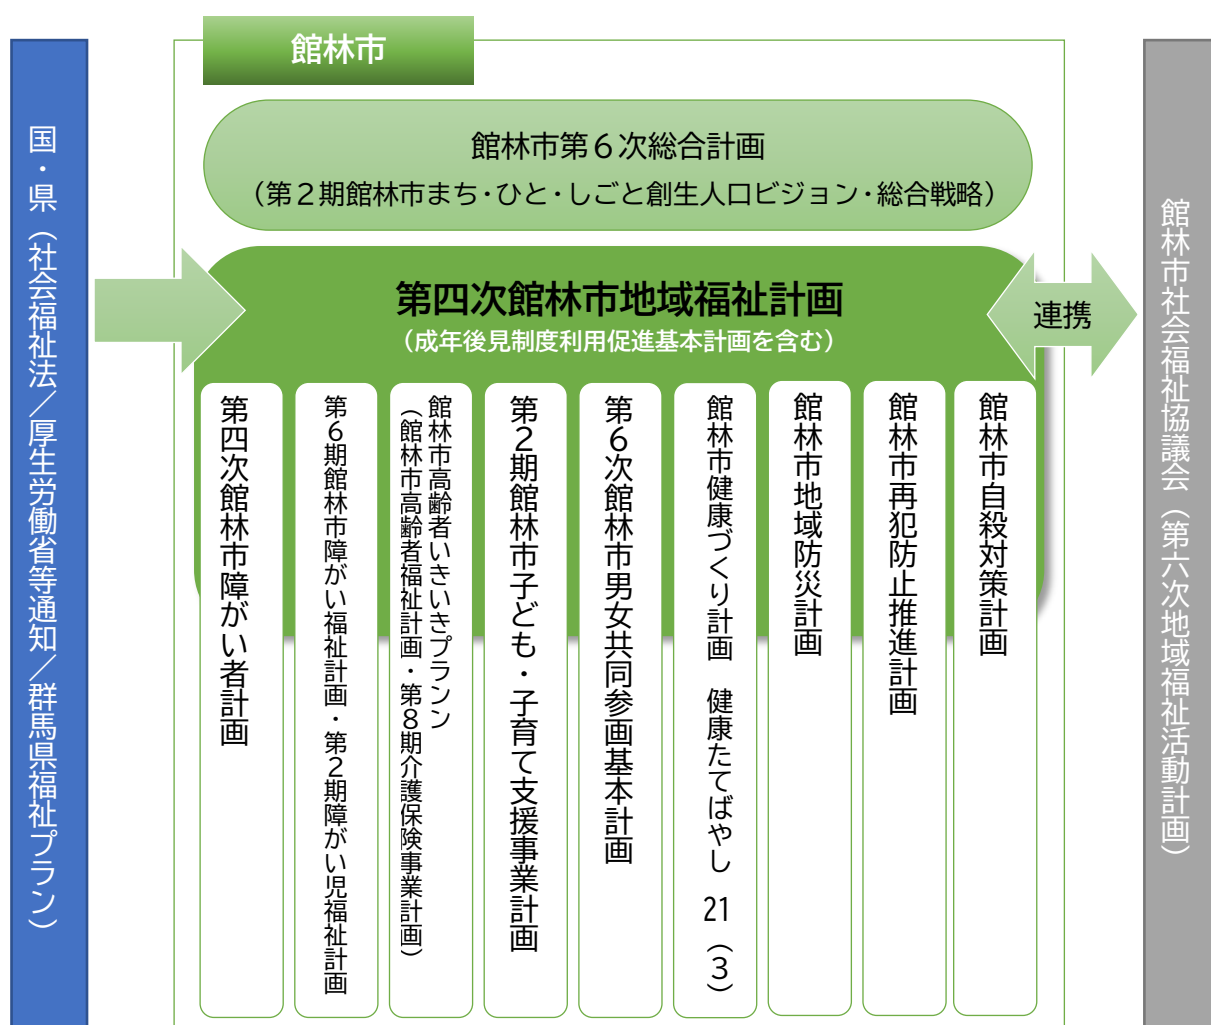 館林市
国・県（社会福祉法／厚生労働省等通知／群馬県福祉プラン）
館林市第６次総合計画
（第２期館林市まち・ひと・しごと創生人口ビジョン・総合戦略）
第四次館林市地域福祉計画
（成年後見制度利用促進基本計画を含む）
連携
第四次館林市障がい者計画
第６期館林市障がい福祉計画・第２期障がい児福祉計画
館林市高齢者いきいきプランン
（館林市高齢者福祉計画・第８期介護保険事業計画）
第２期館林市子ども・子育て支援事業計画
第６次館林市男女共同参画基本計画
館林市健康づくり計画　健康たてばやし 21（３）
館林市地域防災計画
館林市再犯防止推進計画
館林市自殺対策計画
館林市社会福祉協議会（第六次地域福祉活動計画）